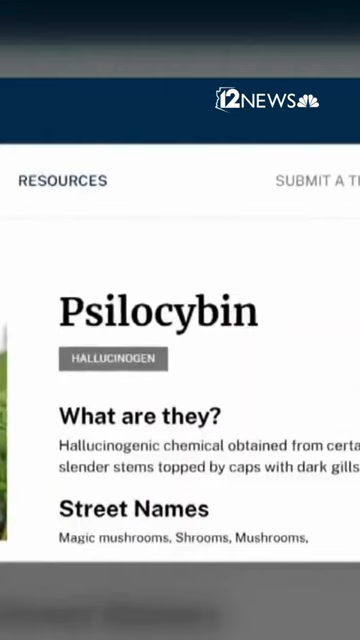 12NEWS
RESOURCES
SUBMIT A
Psilocybin
HALLUCINOGEN
What are they?
Hallucinogenic chemical obtained from
slender stems topped by caps with dark gills
Street Names
Magic mushrooms, Shrooms, Mushrooms,